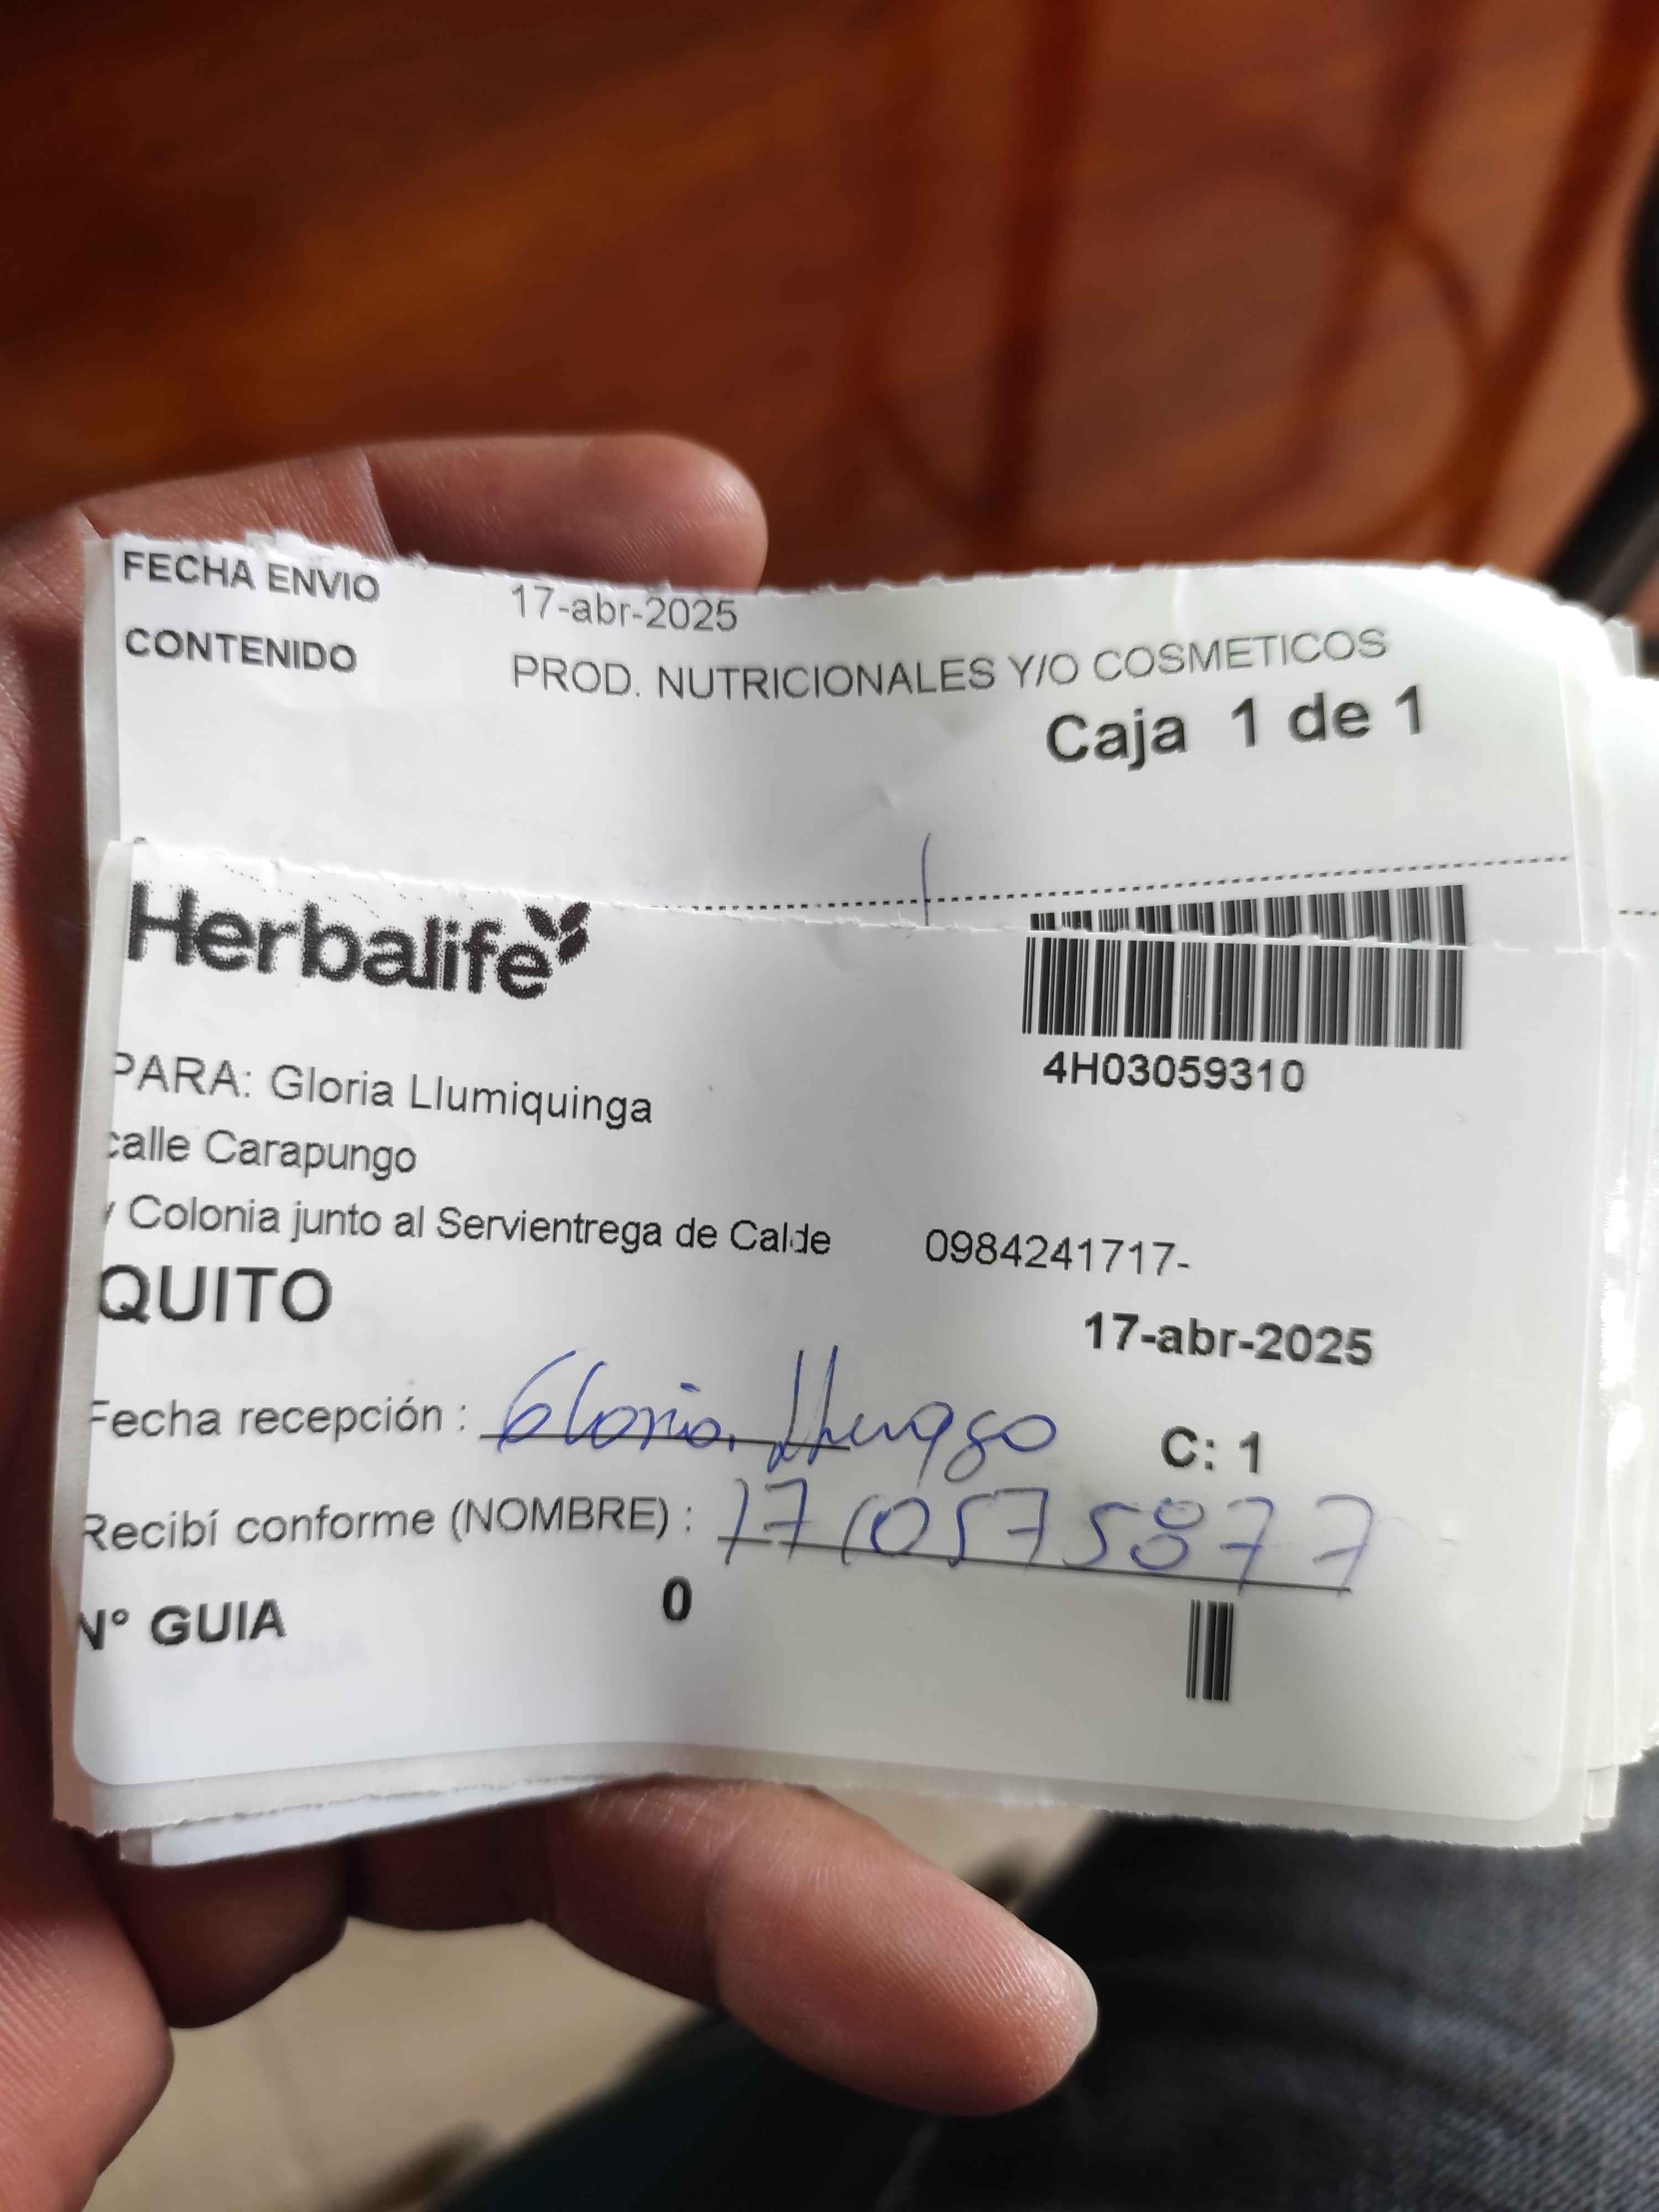 FECHA ENVIO 17-abr-2025
CONTENIDO PROD. NUTRICIONALES Y/O COSMETICOS
Caja 1 de 1
Herbalife
4H03059310
PARA: Gloria Llumiquinga
calle Carapungo
y Colonia junto al Servientrega de Calde 0984241717-
QUITO
17-abr-2025
Fecha recepción : Gloria
C: 1
Recibí conforme (NOMBRE) : 1710575877
N° GUIA 0